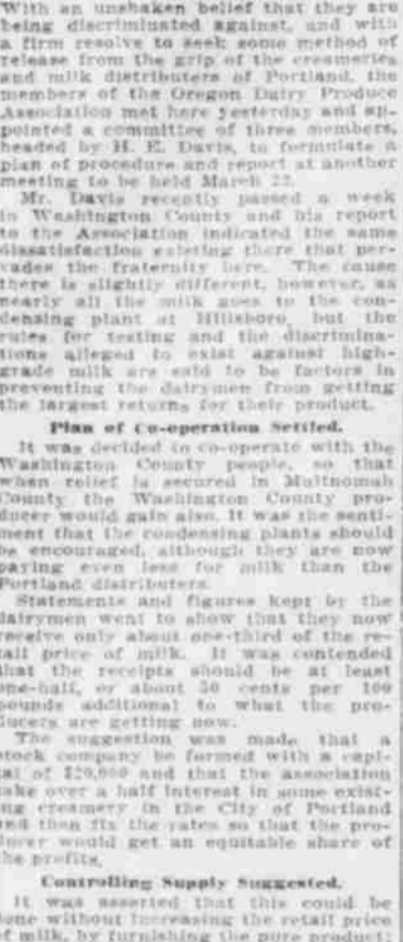 With an unshaken belief that they are
being discriminated against, and with
a firm resolve to seek some method of
release from the grip of the creameries
and milk distributers of Portland, the
members of the Oregon Dairy Produce
Association met here yesterday and ap-
pointed a committee of three members,
headed by H. E. Davis, to formulate a
plan of procedure and report at another
meeting to be held March 22.
Mr. Davis recently passed a week
in Washington County and his report
to the Association indicated the same
dissatisfaction existing there that per-
vades the fraternity here. The cause
there is slightly different, however, as
nearly all the milk goes to the con-
densing plant at Hillsboro, but the
rules for testing and the discrimina-
tions alleged to exist against high-
grade milk are said to be factors in
preventing the dairymen from getting
the largest returns for their product.
Plan of Co-operation Settled.
It was decided to co-operate with the
Washington County people, so that
when relief is secured in Multnomah
County the Washington County pro-
ducer would gain also. It was the senti-
ment that the condensing plants should
be encouraged, although they are now
paying even less for milk than the
Portland distributers.
Statements and figures kept by the
dairymen went to show that they now
receive only about one-third of the re-
tail price of milk. It was contended
that the receipts should be at least
one-half, or about 50 cents per 100
pounds additional to what the pro-
ducers are getting now.
The suggestion was made that a
stock company be formed with a capi-
tal of $20,000 and that the association
take over a half interest in some exist-
ing creamery in the City of Portland
and then fix the rates so that the pro-
ducer would get an equitable share of
the profits.
Controlling Supply Suggested.
It was asserted that this could be
done without increasing the retail price
of milk, by furnishing the pure product;